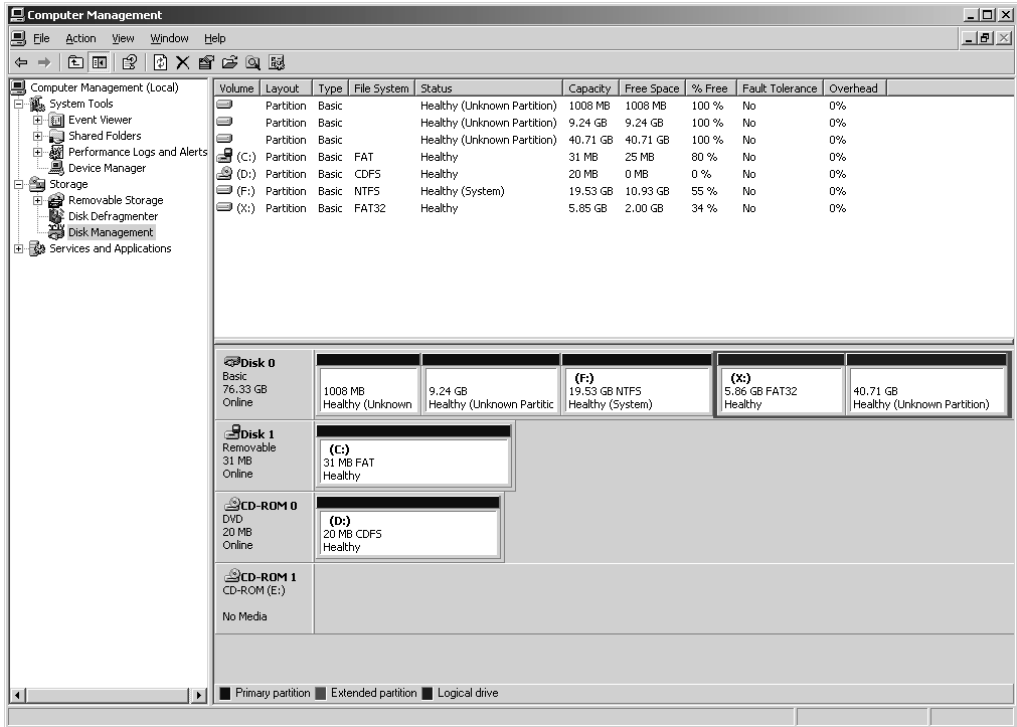 Computer Management
File Action View Window Help
Computer Management (Local)
System Tools
Event Viewer
Shared Folders
Performance Logs and Alerts
Device Manager
Storage
Removable Storage
Disk Defragmenter
Disk Management
Services and Applications
Volume Layout Type File System Status Capacity Free Space % Free Fault Tolerance Overhead
Partition Basic Healthy (Unknown Partition) 1008 MB 1008 MB 100 % No 0%
Partition Basic Healthy (Unknown Partition) 9.24 GB 9.24 GB 100 % No 0%
Partition Basic Healthy (Unknown Partition) 40.71 GB 40.71 GB 100 % No 0%
(C:) Partition Basic FAT Healthy 31 MB 25 MB 80 % No 0%
(D:) Partition Basic CDFS Healthy 20 MB 0 MB 0 % No 0%
(F:) Partition Basic NTFS Healthy (System) 19.53 GB 10.93 GB 55 % No 0%
(X:) Partition Basic FAT32 Healthy 5.85 GB 2.00 GB 34 % No 0%
Disk 0
Basic
76.33 GB
Online
1008 MB
Healthy (Unknown
9.24 GB
Healthy (Unknown Partitic
(F:)
19.53 GB NTFS
Healthy (System)
(X:)
5.86 GB FAT32
Healthy
40.71 GB
Healthy (Unknown Partition)
Disk 1
Removable
31 MB
Online
(C:)
31 MB FAT
Healthy
CD-ROM 0
DVD
20 MB
Online
(D:)
20 MB CDFS
Healthy
CD-ROM 1
CD-ROM (E:)
No Media
Primary partition Extended partition Logical drive